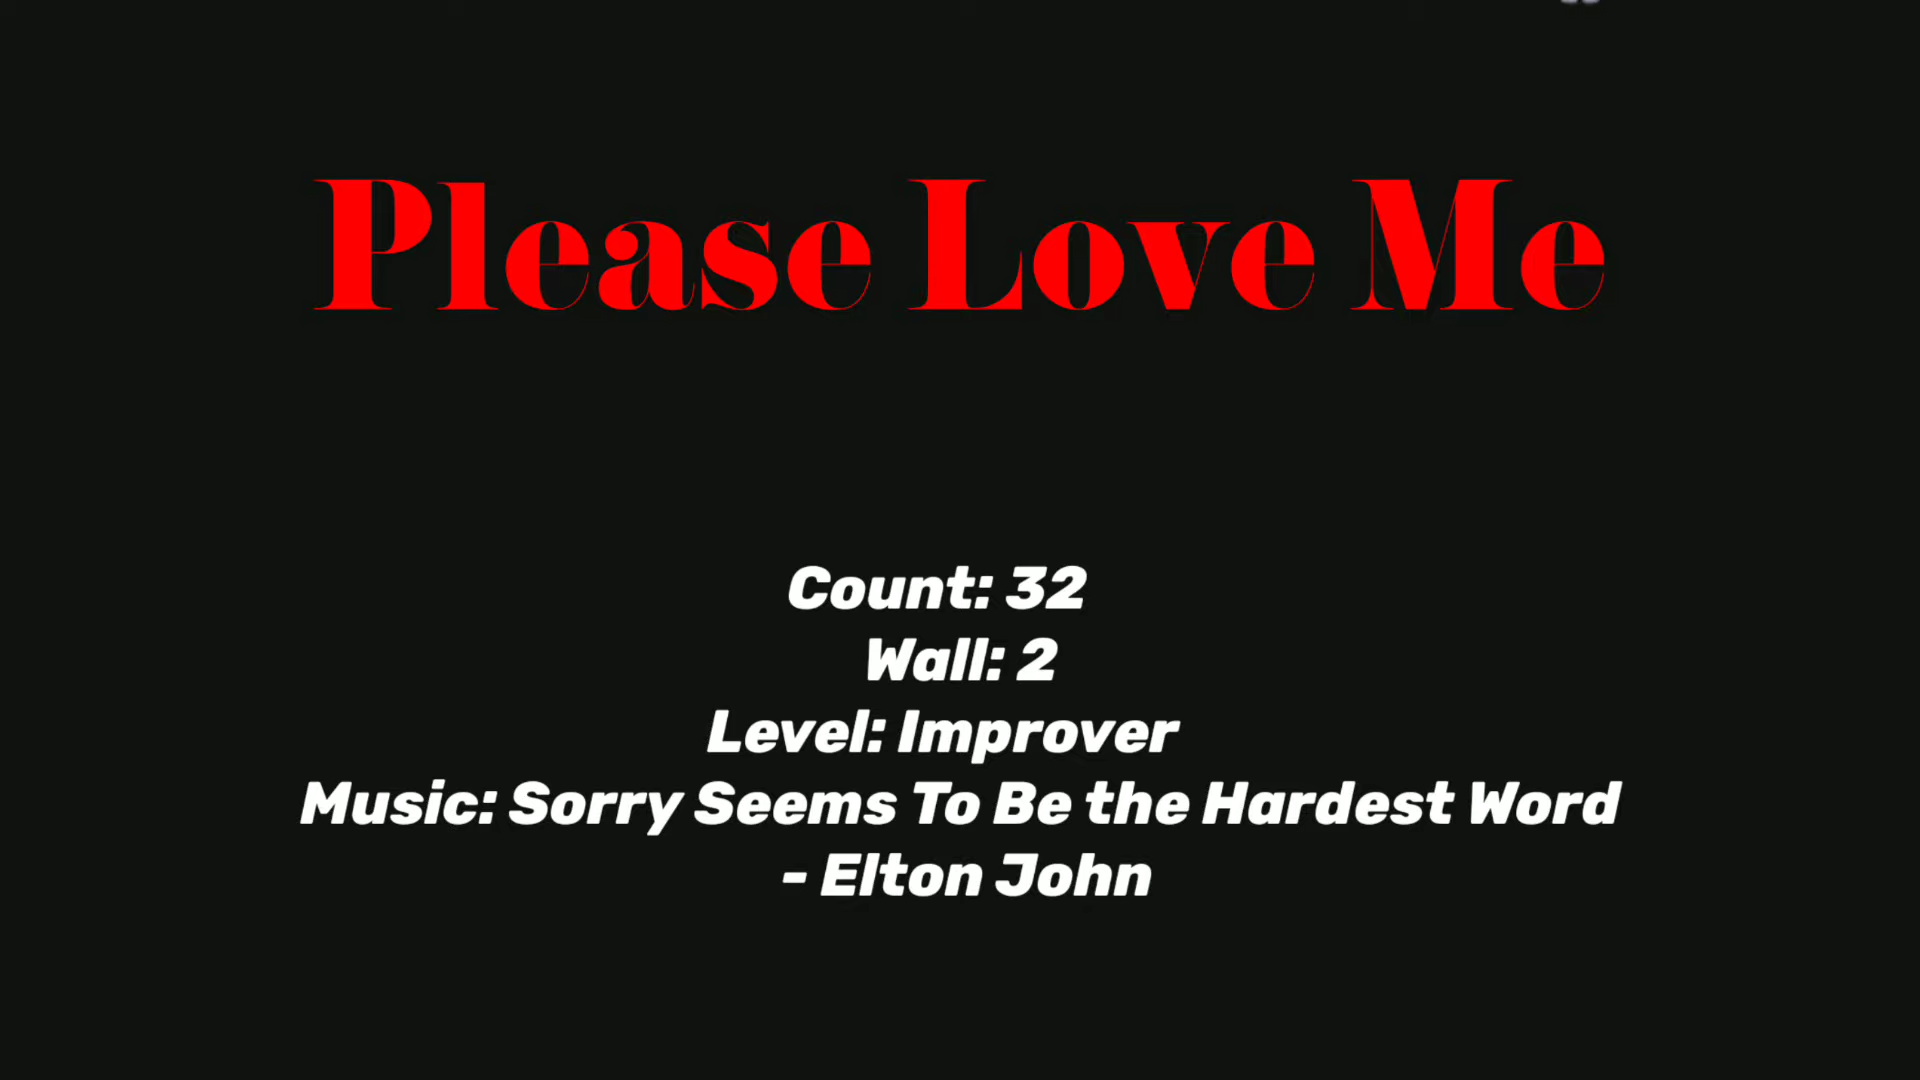 Please Love Me
Count: 32
Wall: 2
Level: Improver
Music: Sorry Seems To Be the Hardest Word
- Elton John